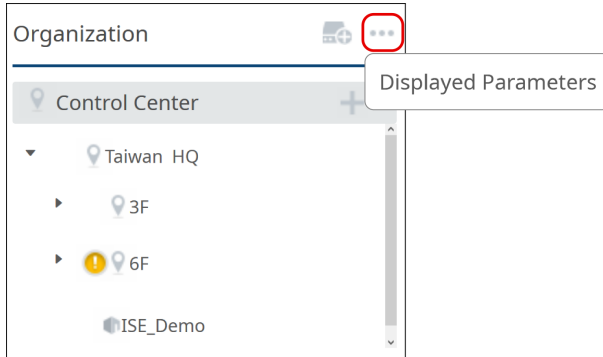 Organization
Displayed Parameters
Control Center
Taiwan HQ
3F
6F
ISE_Demo